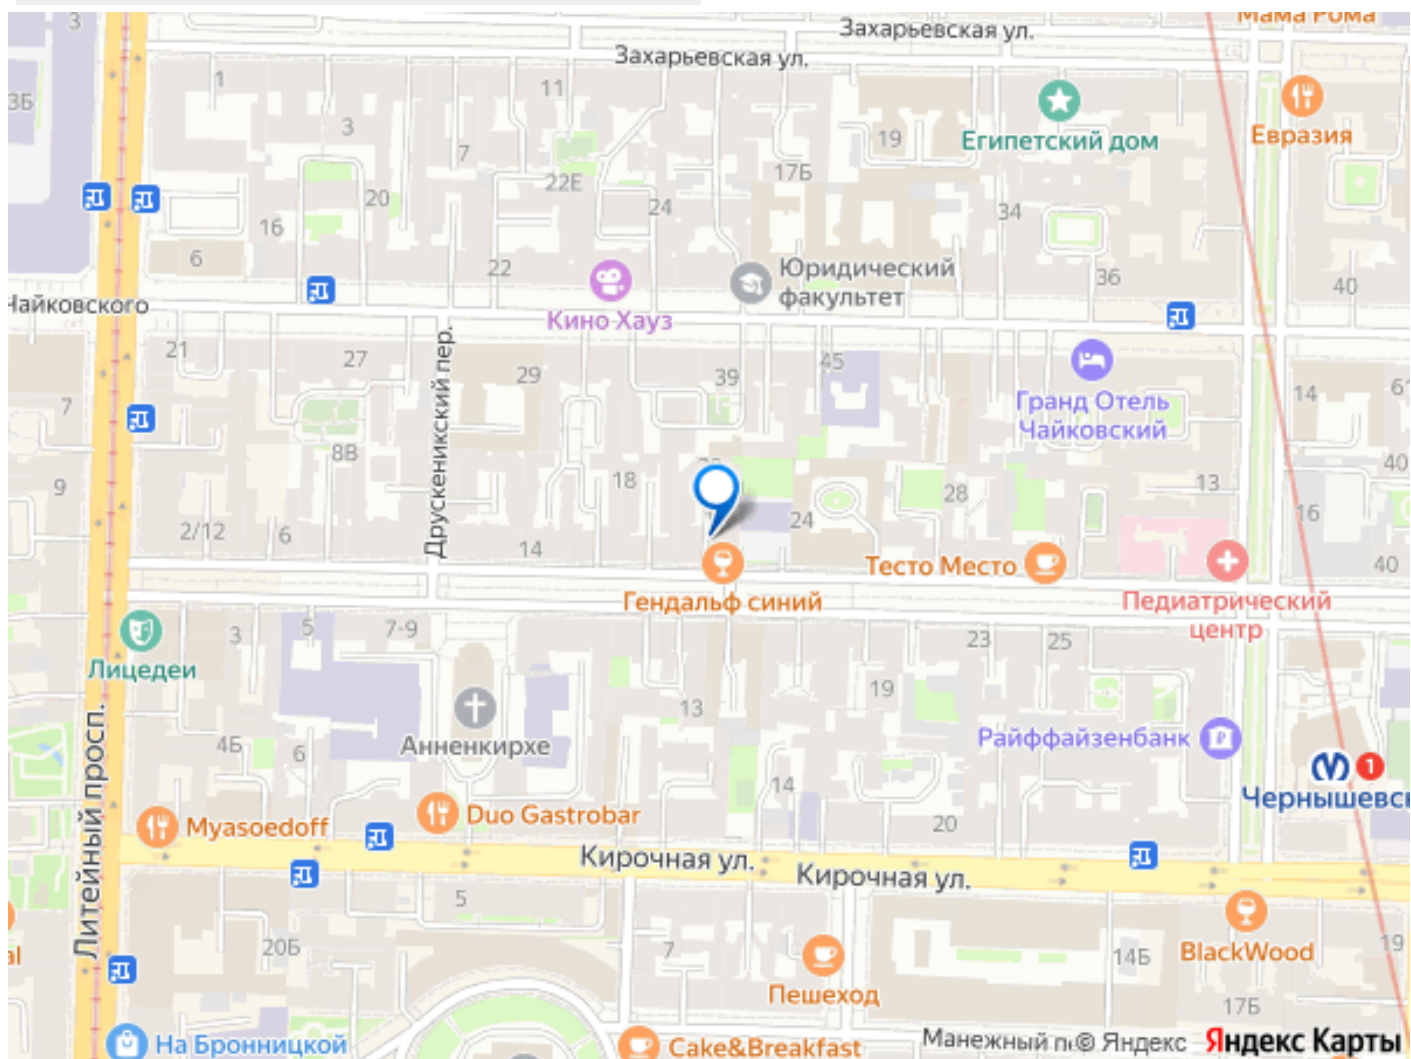 3
Мама Рома
Захарьевская ул.
Захарьевская ул.
1
11
3Б
3
19
Египетский дом
Евразия
7
17Б
22Е
20
24
34
16
6
22
Юридический
факультет
36
40
Чайковского
Кино Хауз
21
27
Друскеникский пер.
29
39
45
14
61
7
Гранд Отель
Чайковский
8В
40
9
18
28
13
2/12
6
14
24
16
Тесто Место
40
Гендальф синий
Педиатрический
центр
3
5
7-9
23
25
Лицедеи
19
13
Литейный просп.
4Б
6
Анненкирхе
Райффайзенбанк
14
1
Чернышевск
Myasoedoff
Duo Gastrobar
20
Кирочная ул.
Кирочная ул.
5
20Б
7
14Б
BlackWood
19
al
Пешеход
17Б
На Бронницкой
Cake&Breakfast
Манежный п
© Яндекс
Яндекс Карты